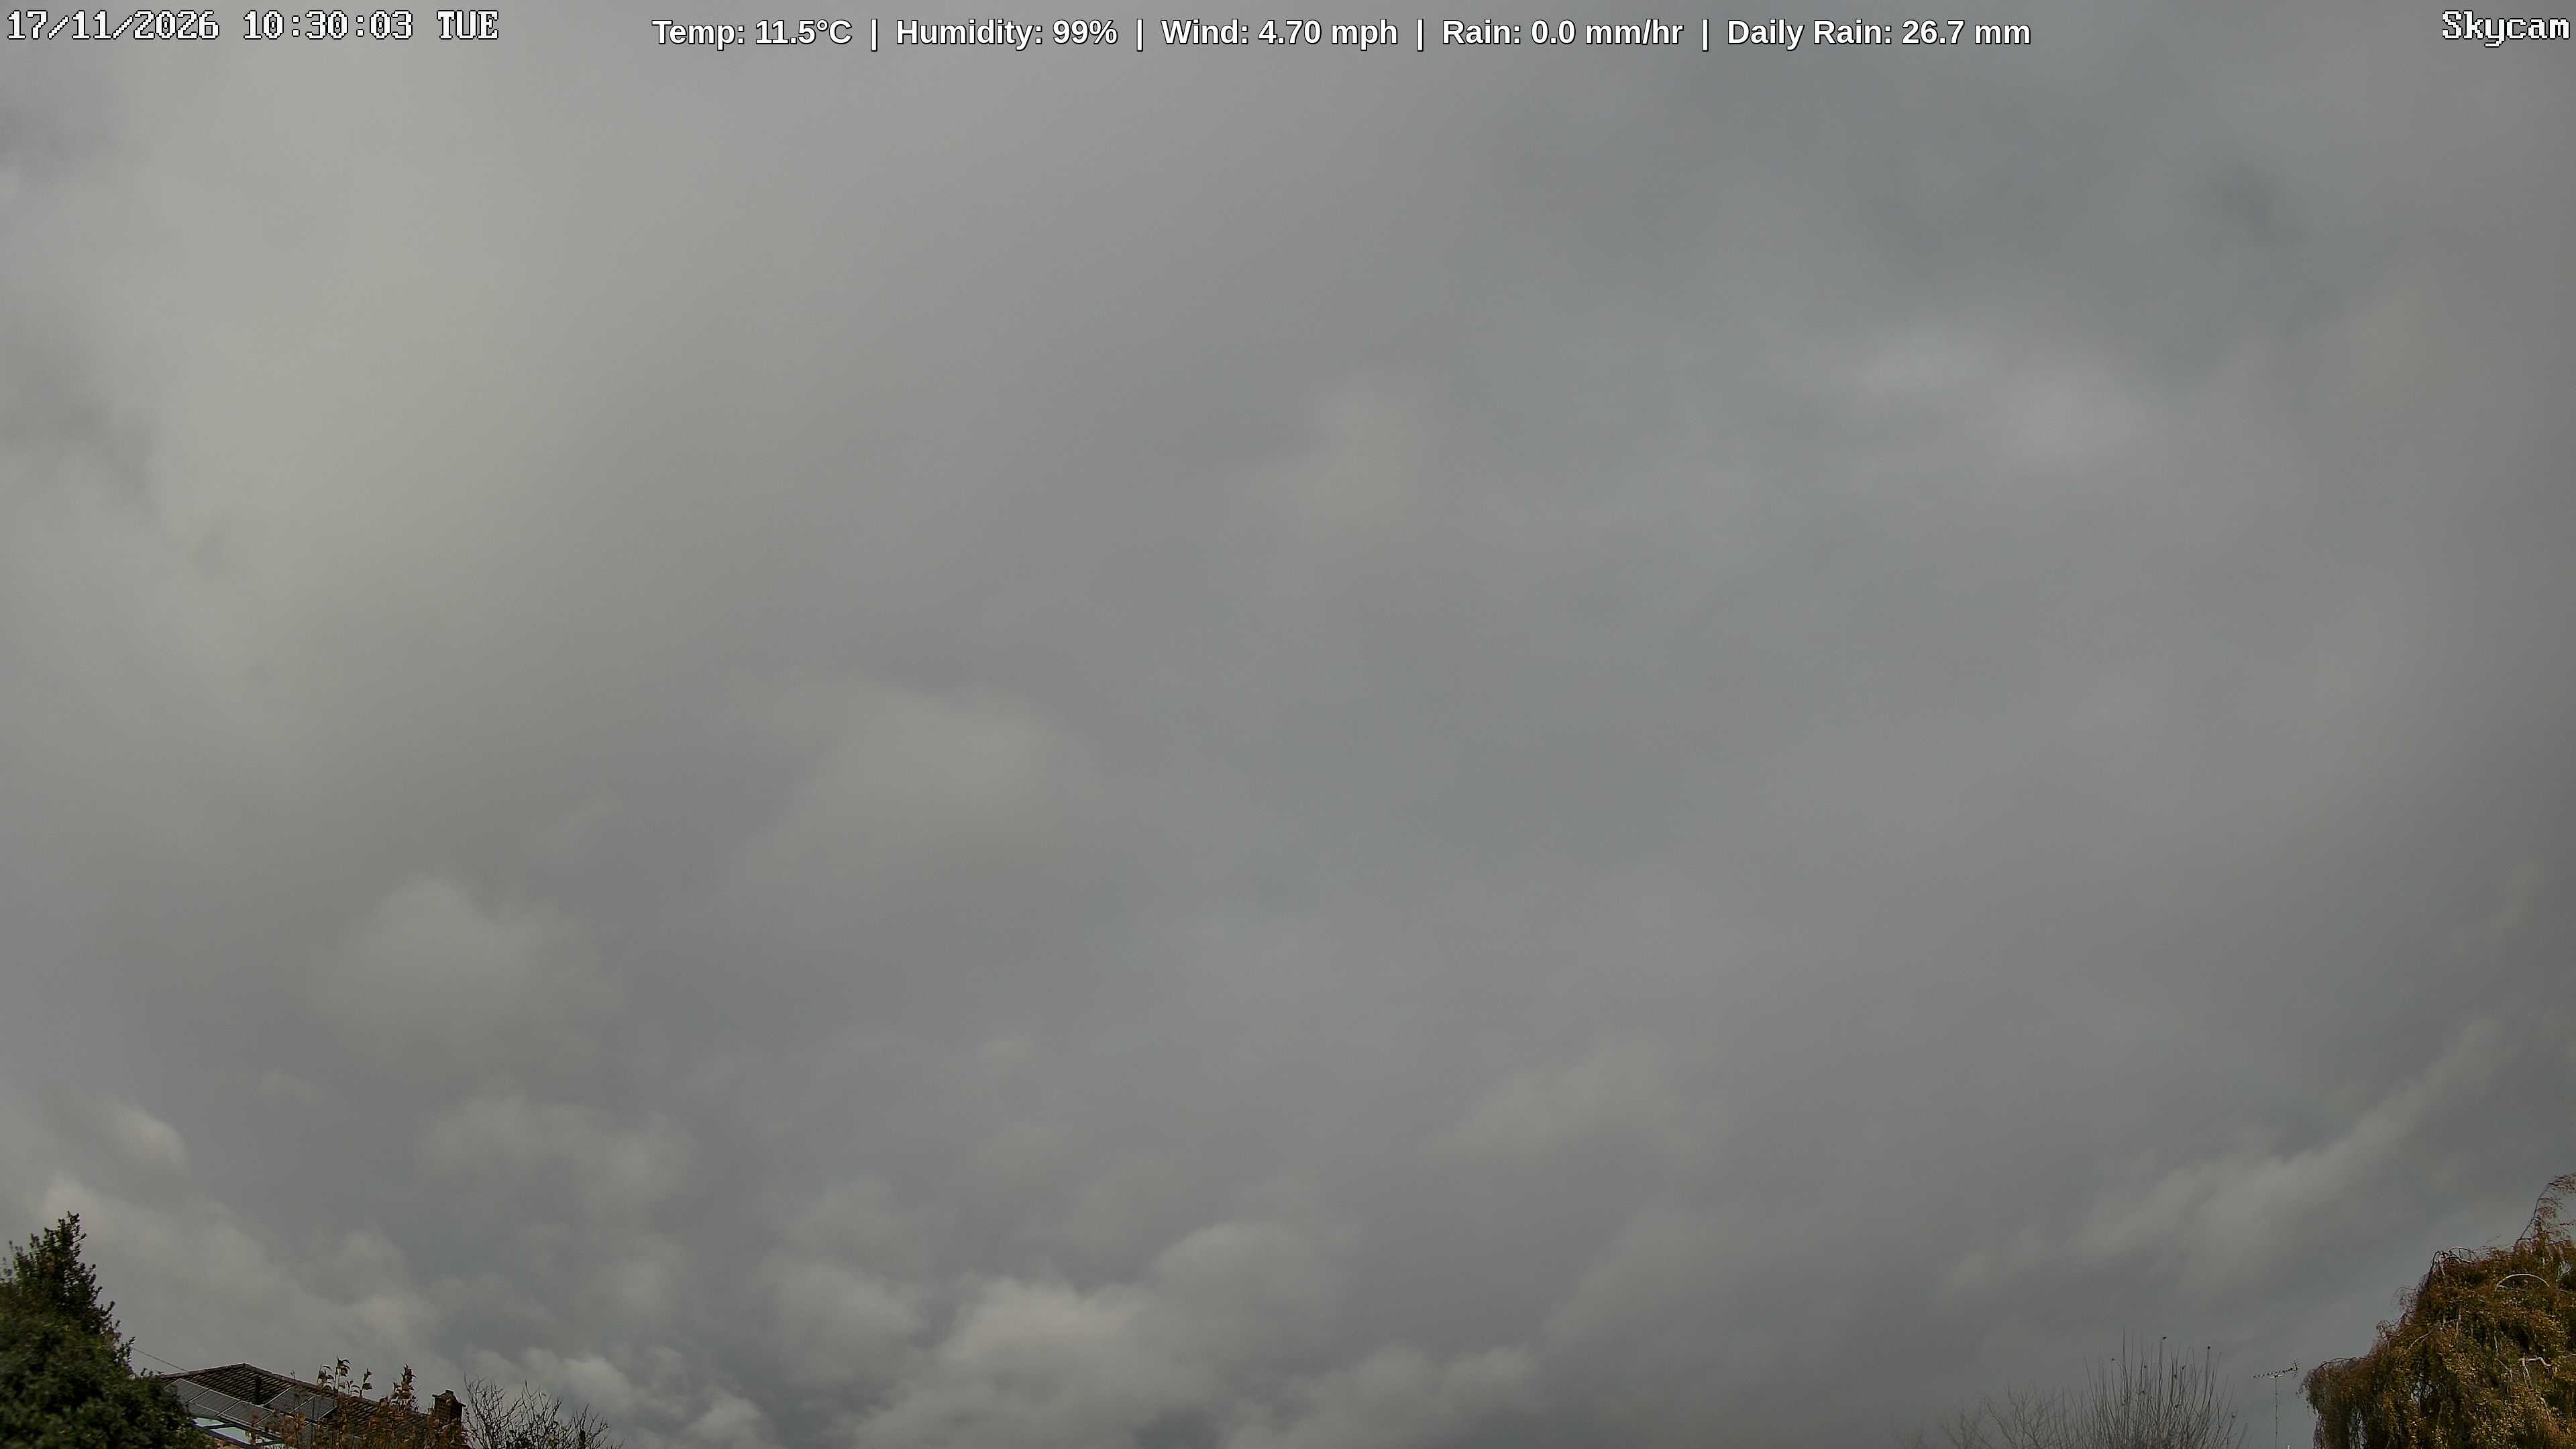 17/11/2026 10:30:03 TUE
Temp: 11.5°C | Humidity: 99% | Wind: 4.70 mph | Rain: 0.0 mm/hr | Daily Rain: 26.7 mm
Skycam